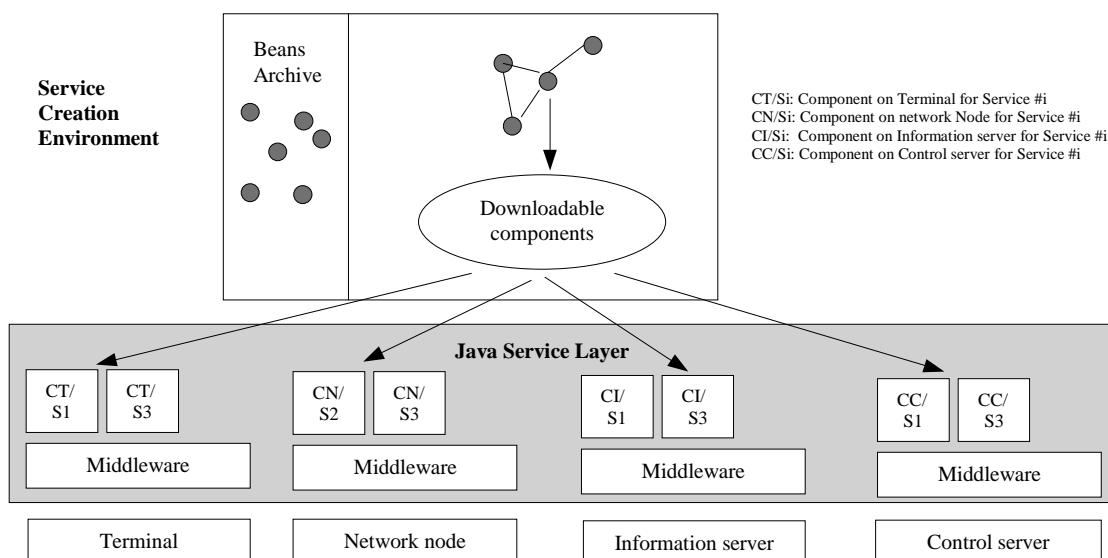 Beans
Archive
Service
Creation
Environment
CT/Si: Component on Terminal for Service #i
CN/Si: Component on network Node for Service #i
CI/Si: Component on Information server for Service #i
CC/Si: Component on Control server for Service #i
Downloadable
components
Java Service Layer
CT/
S1
CT/
S3
CN/
S2
CN/
S3
CI/
S1
CI/
S3
CC/
S1
CC/
S3
Middleware
Middleware
Middleware
Middleware
Terminal
Network node
Information server
Control server